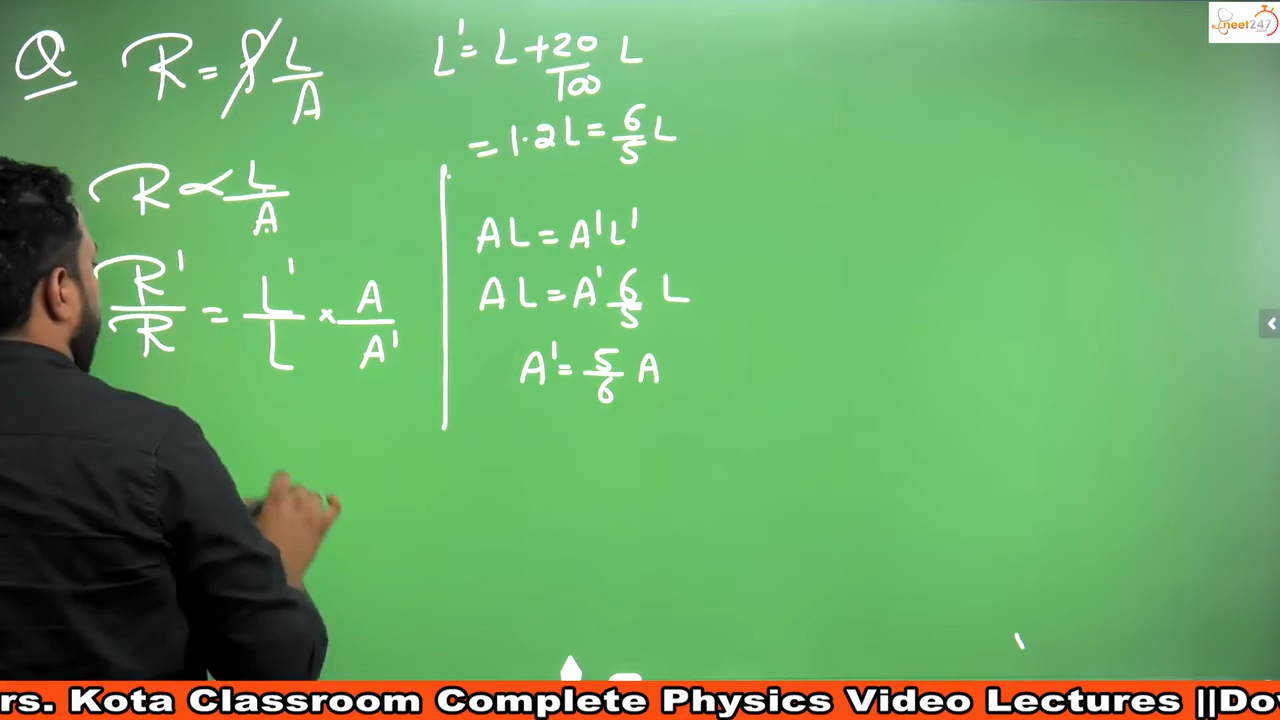 Q R = ρ L/A
R ∝ L/A
R'/R = L'/L × A/A'
L' = L + 20/100 L
= 1.2L = 6/5 L
AL = A'L'
AL = A' 6/5 L
A' = 5/6 A
neet247
rs. Kota Classroom Complete Physics Video Lectures ||Do